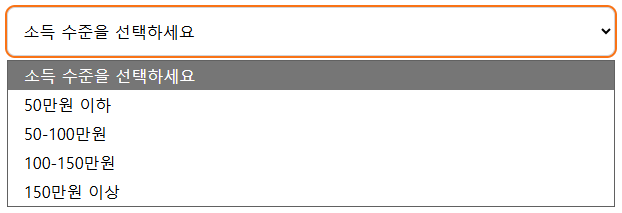 소득 수준을 선택하세요
소득 수준을 선택하세요
50만원 이하
50-100만원
100-150만원
150만원 이상